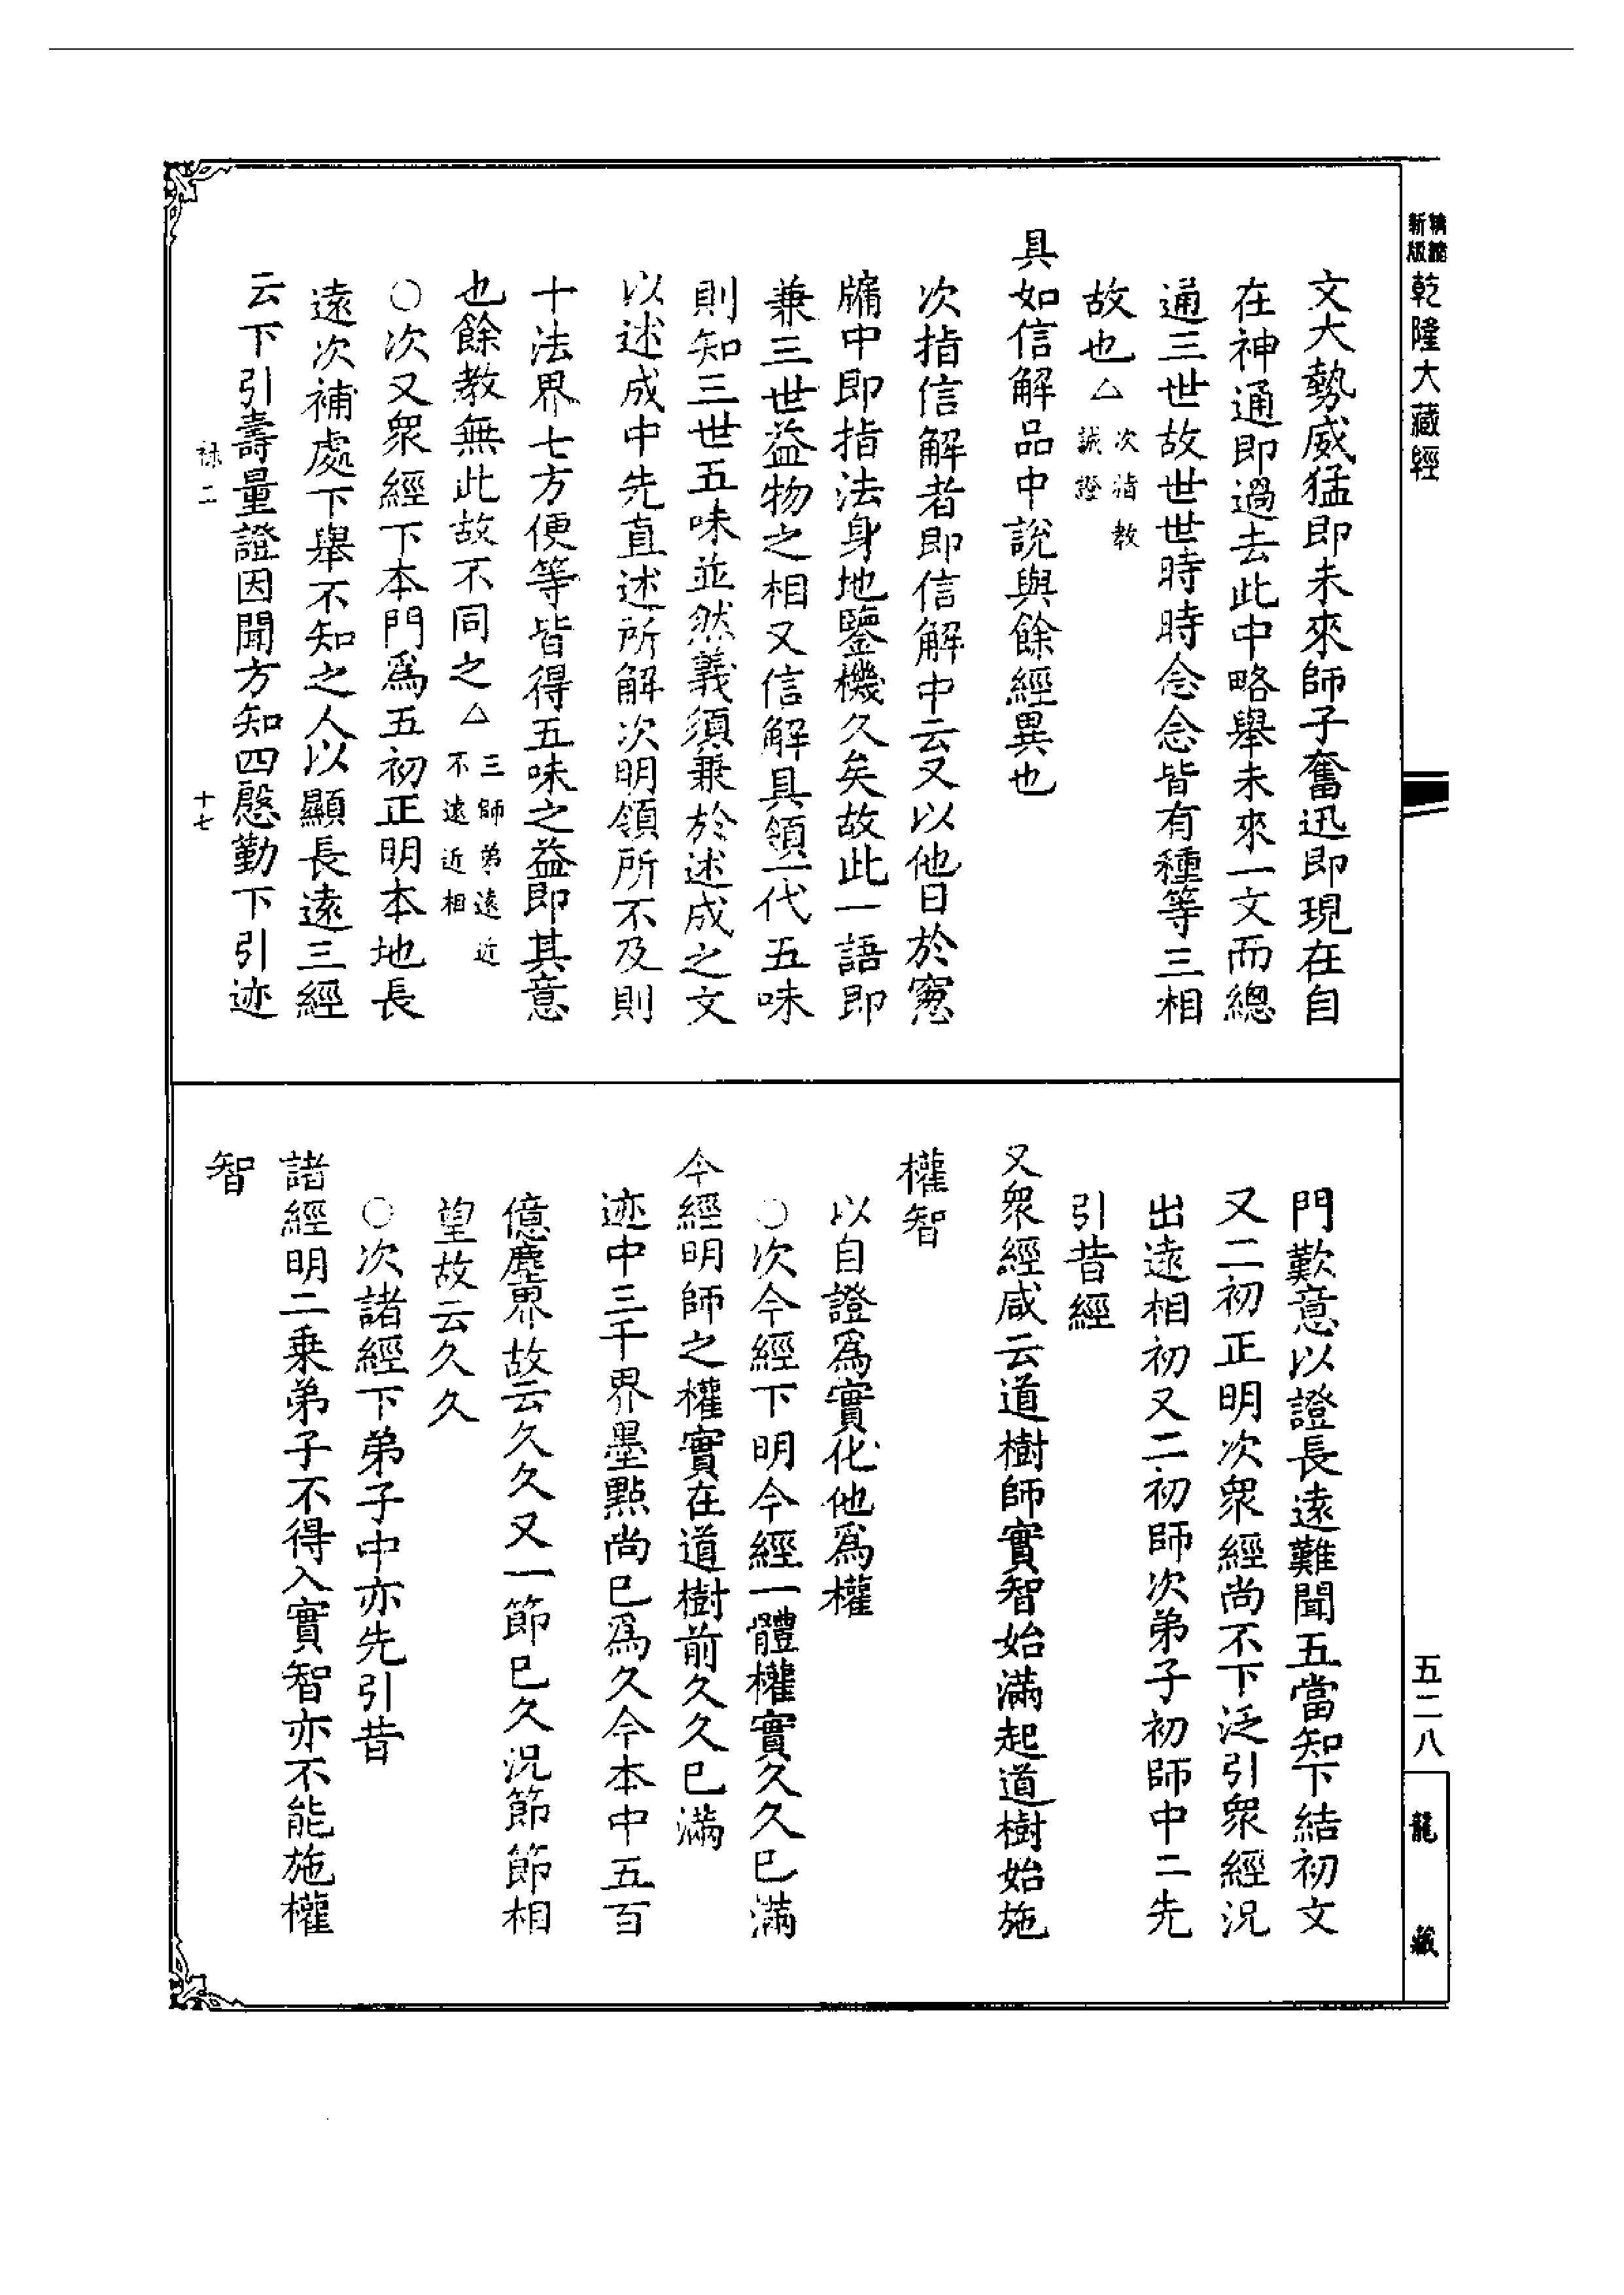 精縮新版乾隆大藏經
五二八
龍藏
文大勢威猛即未來師子奮迅即現在自
在神通即過去此中略舉未來一文而總
通三世故世世時時念念皆有種等三相
故也△次指教誠證
具如信解品中說與餘經異也
次指信解者即信解中云又以他日於窻
牖中即指法身地鑒機久矣故此一語即
兼三世益物之相又信解具領一代五味
則知三世五味並然義須兼於述成之文
以述成中先直述所解次明領所不及則
十法界七方便等皆得五味之益即其意
也餘教無此故不同之△三師弟遠近不遠近相
○次又眾經下本門爲五初正明本地長
遠次補處下舉不知之人以顯長遠三經
云下引壽量證因聞方知四慇勤下引迹
祿二
十七
門歎意以證長遠難聞五當知下結初文
又二初正明次眾經尚不下泛引眾經況
出遠相初又二初師次弟子初師中二先
引昔經
又眾經咸云道樹師實智始滿起道樹始施
權智
以自證爲實化他爲權
○次今經下明今經一體權實久久已滿
今經明師之權實在道樹前久久已滿
迹中三千界墨點尚已爲久今本中五百
億塵界故云久久又一節已久況節節相
望故云久久
○次諸經下弟子中亦先引昔
諸經明二乘弟子不得入實智亦不能施權
智